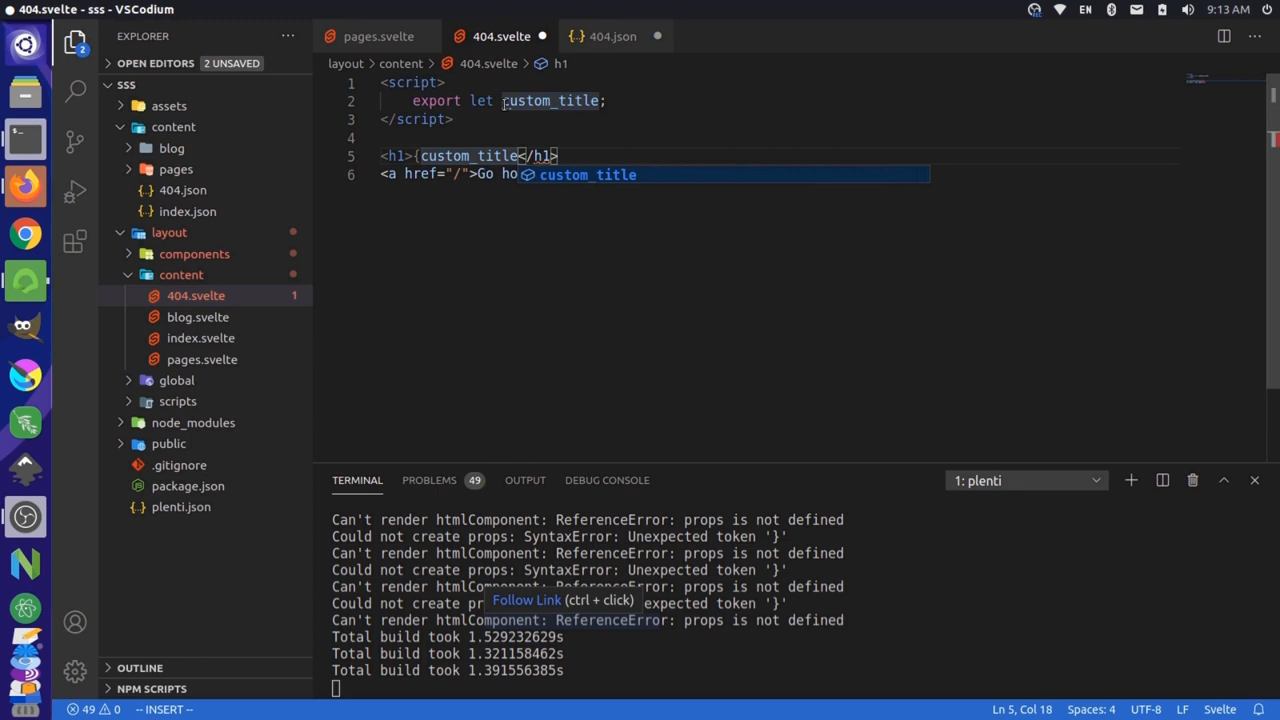 404.svelte - sss - VSCodium
EN
9:13 AM
EXPLORER
pages.svelte
404.svelte
404.json
2
OPEN EDITORS
2 UNSAVED
layout > content > 404.svelte > h1
SSS
assets
content
blog
pages
404.json
index.json
layout
components
content
404.svelte
1
blog.svelte
index.svelte
pages.svelte
global
scripts
node_modules
public
.gitignore
package.json
plenti.json
OUTLINE
NPM SCRIPTS
1 <script>
2 export let custom_title;
3 </script>
4
5 <h1>{custom_title</h1>
6 <a href="/">Go ho
custom_title
TERMINAL
PROBLEMS
49
OUTPUT
DEBUG CONSOLE
1: plenti
Can't render htmlComponent: ReferenceError: props is not defined
Could not create props: SyntaxError: Unexpected token '}'
Can't render htmlComponent: ReferenceError: props is not defined
Could not create props: SyntaxError: Unexpected token '}'
Can't render htmlComponent: ReferenceError: props is not defined
Could not create pr
Follow Link (ctrl + click)
expected token '}'
Can't render htmlComponent: ReferenceError: props is not defined
Total build took 1.529232629s
Total build took 1.321158462s
Total build took 1.391556385s
49
0
-- INSERT --
Ln 5, Col 18
Spaces: 4
UTF-8
LF
Svelte